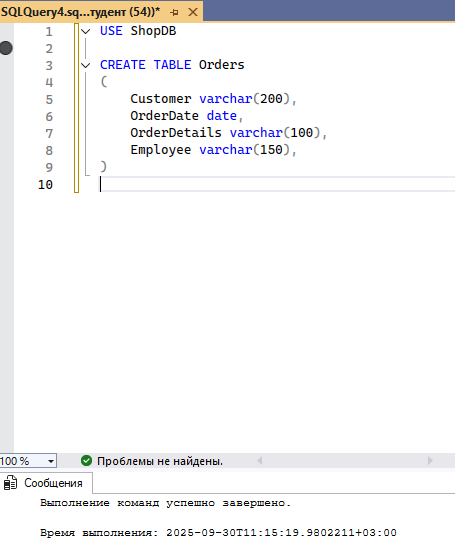 SQLQuery4.sq...тудент (54))*
1 USE ShopDB
2
3 CREATE TABLE Orders
4 (
5 Customer varchar(200),
6 OrderDate date,
7 OrderDetails varchar(100),
8 Employee varchar(150),
9 )
10
100 % Проблемы не найдены.
Сообщения
Выполнение команд успешно завершено.
Время выполнения: 2025-09-30T11:15:19.9802211+03:00